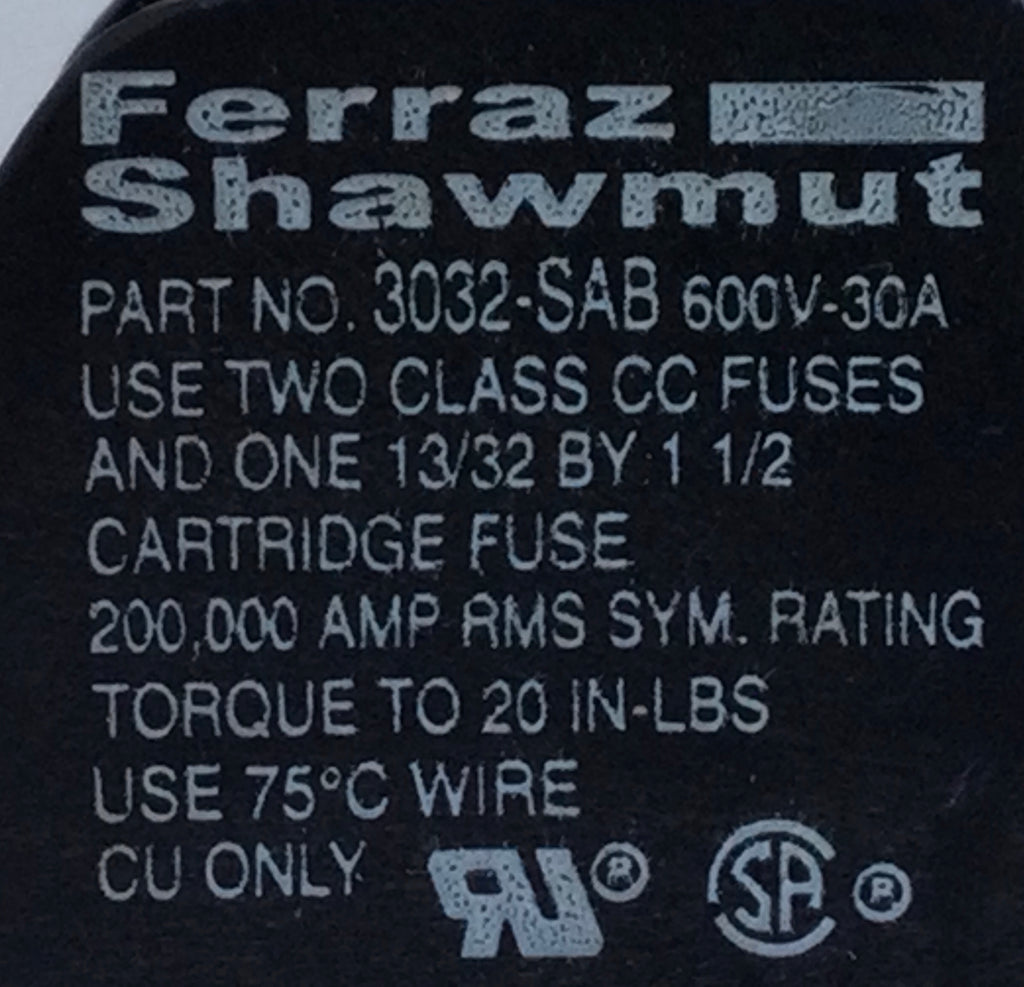 Ferraz
Shawmut
PART NO. 3032-SAB 600V-30A
USE TWO CLASS CC FUSES
AND ONE 13/32 BY 1 1/2
CARTRIDGE FUSE
200,000 AMP RMS SYM. RATING
TORQUE TO 20 IN-LBS
USE 75°C WIRE
CU ONLY RU ® SA ®